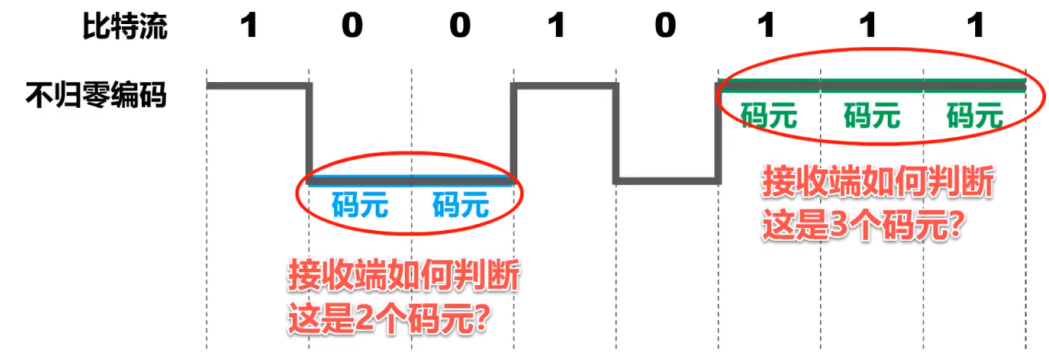 比特流 1 0 0 1 0 1 1 1
不归零编码
码元 码元 码元
码元 码元
接收端如何判断
这是3个码元？
接收端如何判断
这是2个码元？